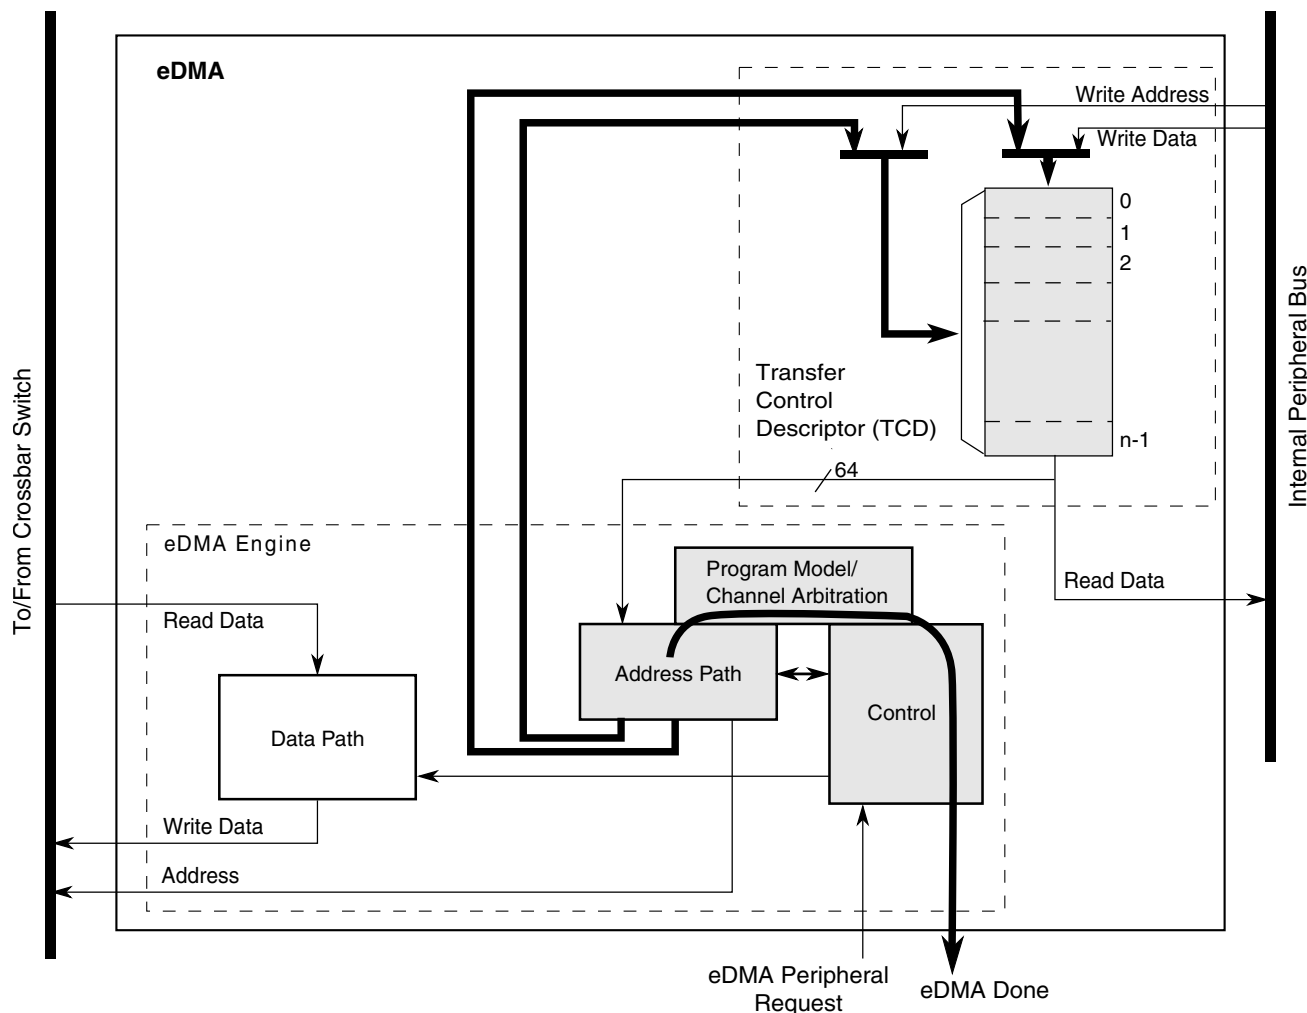 eDMA
Write Address
Write Data
0
1
2
n-1
Transfer
Control
Descriptor (TCD)
64
To/From Crossbar Switch
Internal Peripheral Bus
eDMA Engine
Program Model/
Channel Arbitration
Read Data
Read Data
Address Path
Control
Data Path
Write Data
Address
eDMA Peripheral
Request
eDMA Done